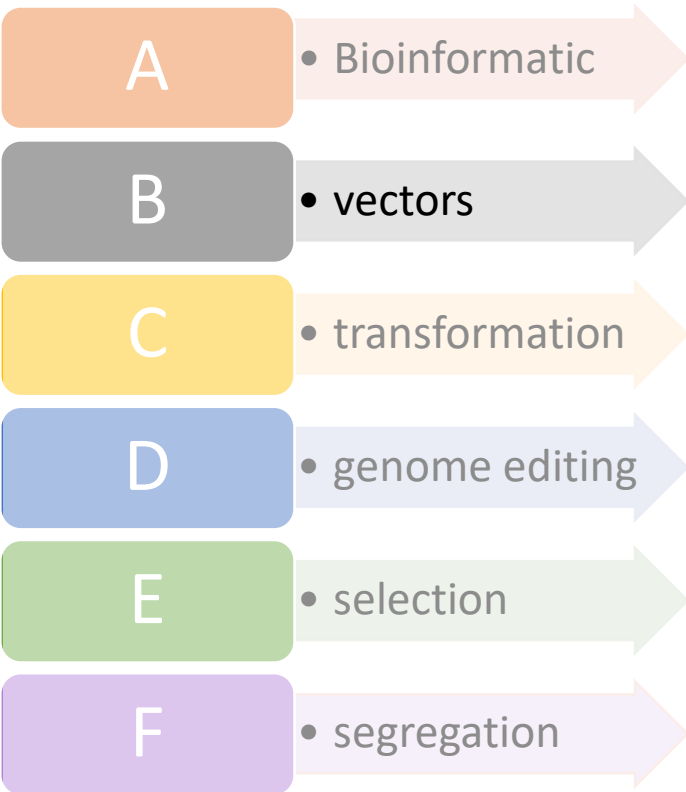 A
• Bioinformatic
B
• vectors
C
• transformation
D
• genome editing
E
• selection
F
• segregation